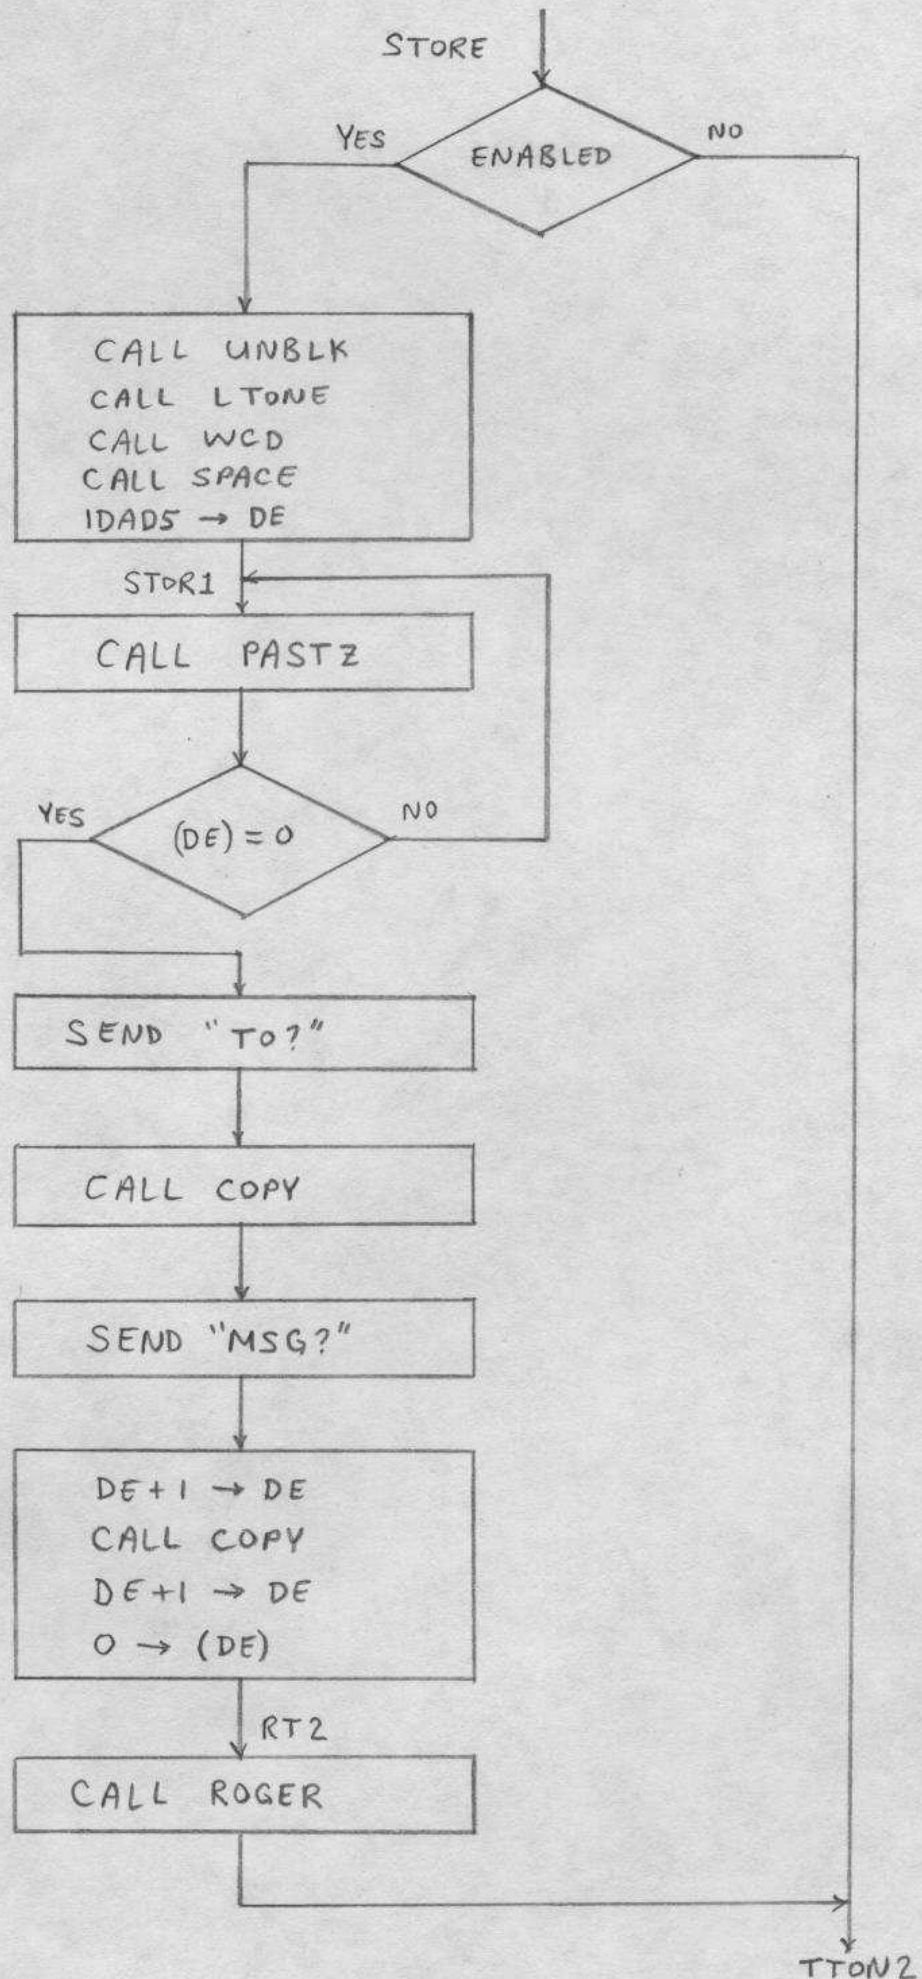 STORE
YES
ENABLED
NO
CALL UNBLK
CALL LTONE
CALL WCD
CALL SPACE
IDAD5 → DE
STOR1
CALL PASTZ
YES
(DE) = 0
NO
SEND "TO?"
CALL COPY
SEND "MSG?"
DE+1 → DE
CALL COPY
DE+1 → DE
0 → (DE)
RT2
CALL ROGER
TTON2